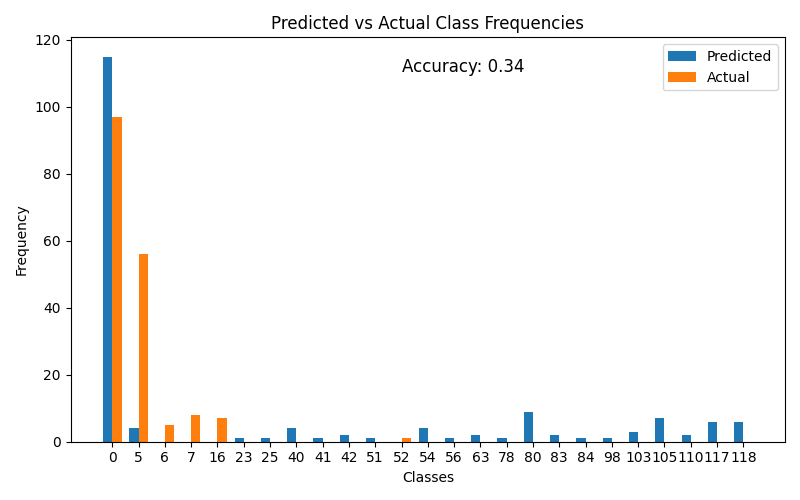 Predicted vs Actual Class Frequencies
Accuracy: 0.34
Predicted
Actual
Frequency
120
100
80
60
40
20
0
0 5 6 7 16 23 25 40 41 42 51 52 54 56 63 78 80 83 84 98 103 105 110 117 118
Classes